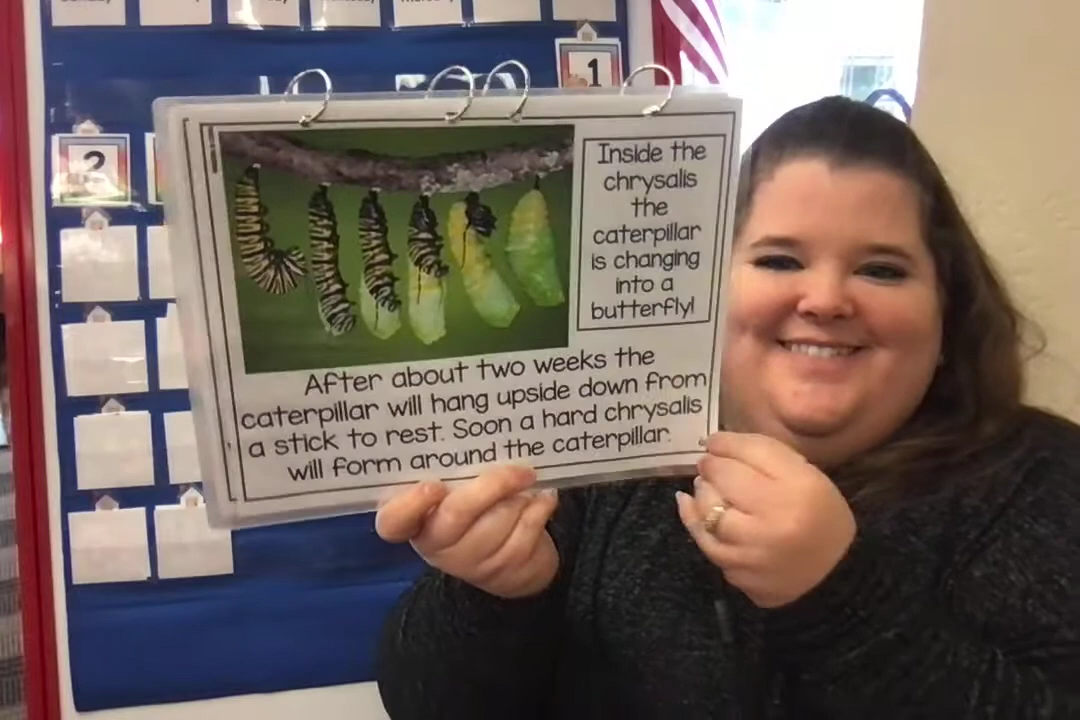 1
2
Inside the
chrysalis
the
caterpillar
is changing
into a
butterfly!
After about two weeks the
caterpillar will hang upside down from
a stick to rest. Soon a hard chrysalis
will form around the caterpillar.